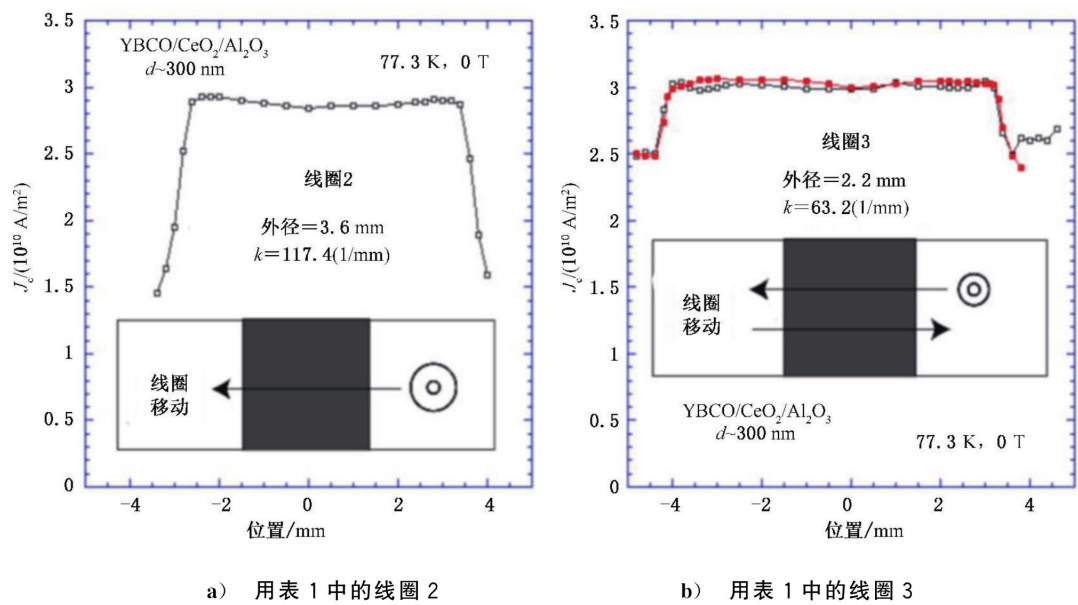 3.5
3
2.5
2
1.5
1
0.5
0
J_c/(10^10 A/m²)
YBCO/CeO₂/Al₂O₃
d~300 nm
77.3 K, 0 T
线圈2
外径=3.6 mm
k=117.4(1/mm)
线圈
移动
−4 −2 0 2 4
位置/mm
a) 用表 1 中的线圈 2
3.5
3
2.5
2
1.5
1
0.5
0
J_c/(10^10 A/m²)
线圈3
外径=2.2 mm
k=63.2(1/mm)
线圈
移动
YBCO/CeO₂/Al₂O₃
d~300 nm
77.3 K, 0 T
−4 −2 0 2 4
位置/mm
b) 用表 1 中的线圈 3